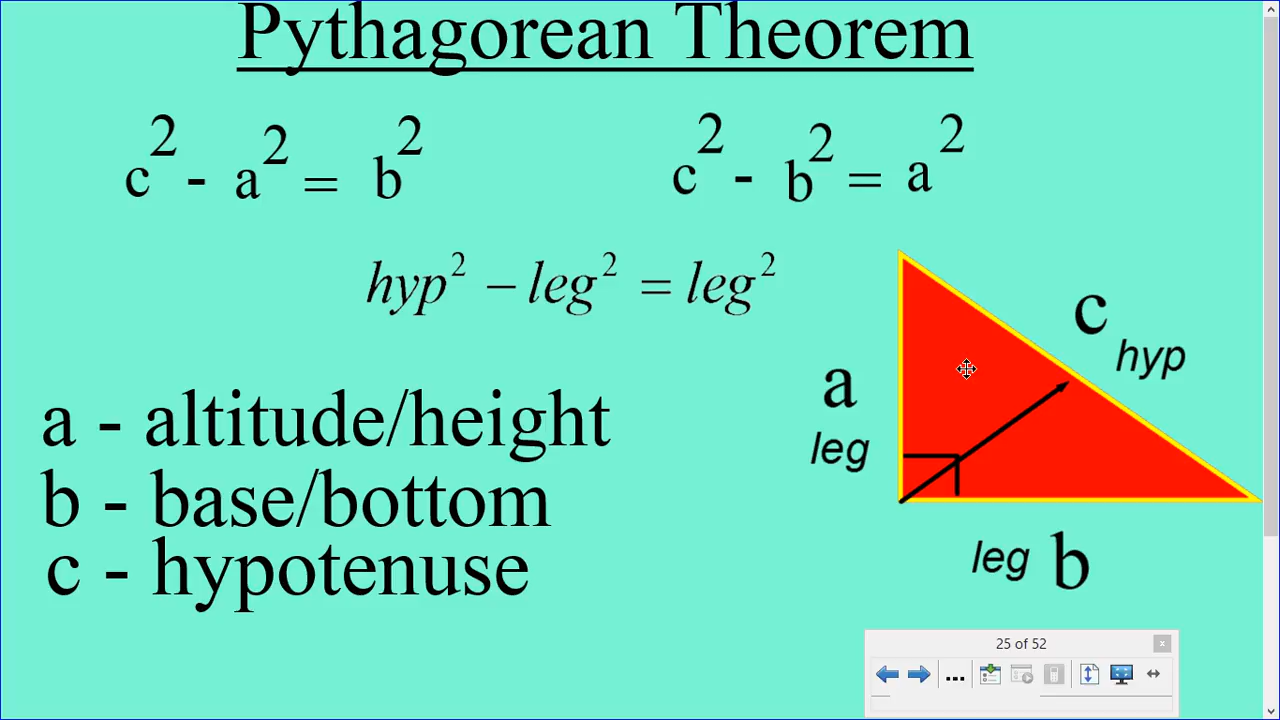 Pythagorean Theorem
c² - a² = b²
c² - b² = a²
hyp² – leg² = leg²
a - altitude/height
b - base/bottom
c - hypotenuse
c
hyp
a
leg
leg b
25 of 52